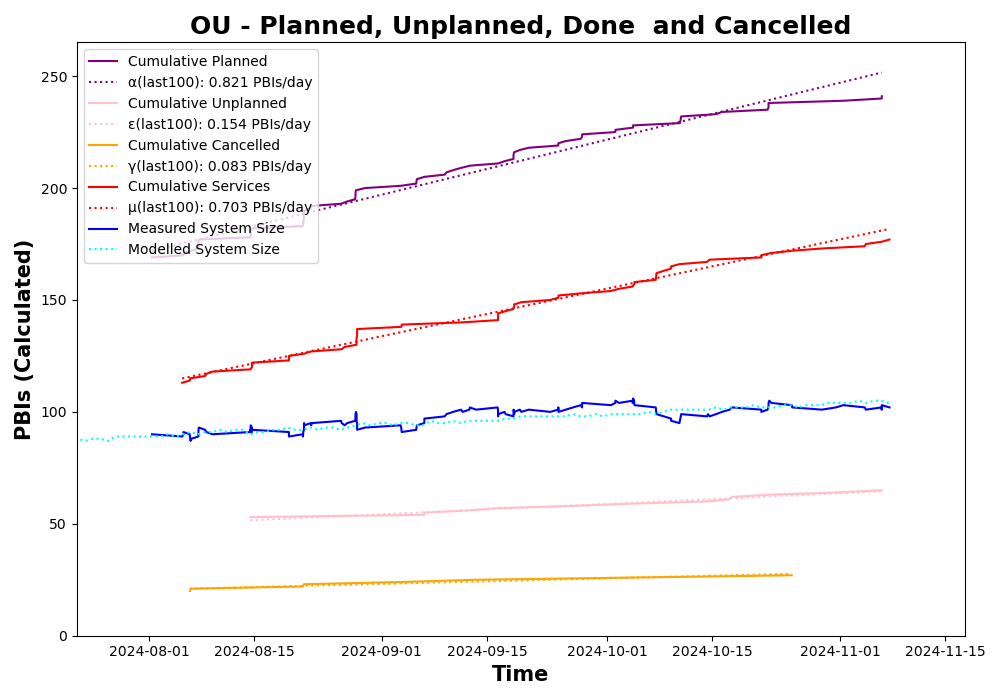 OU - Planned, Unplanned, Done  and Cancelled
Cumulative Planned
α(last100): 0.821 PBIs/day
Cumulative Unplanned
ε(last100): 0.154 PBIs/day
Cumulative Cancelled
γ(last100): 0.083 PBIs/day
Cumulative Services
μ(last100): 0.703 PBIs/day
Measured System Size
Modelled System Size
PBIs (Calculated)
250
200
150
100
50
0
2024-08-01 2024-08-15 2024-09-01 2024-09-15 2024-10-01 2024-10-15 2024-11-01 2024-11-15
Time